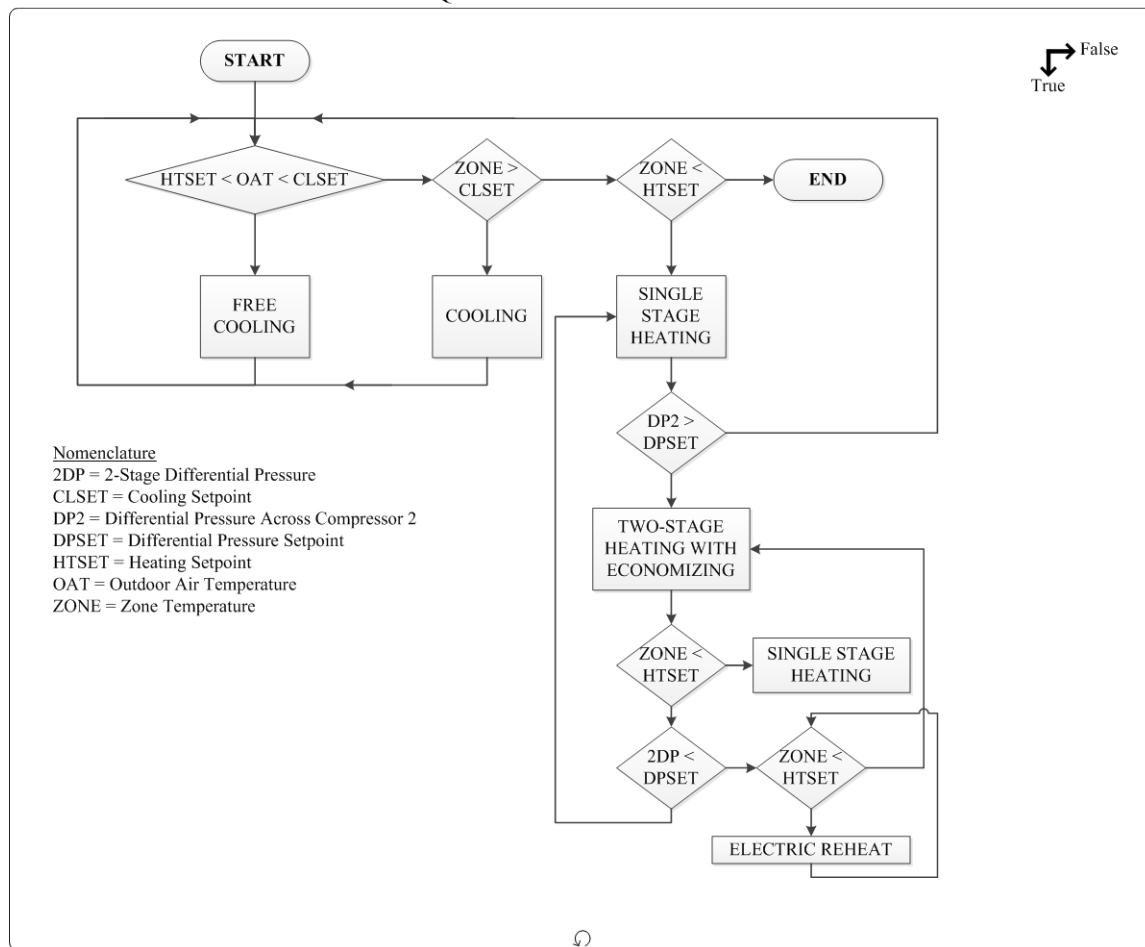 START
False
True
HTSET < OAT < CLSET
ZONE >
CLSET
ZONE <
HTSET
END
FREE
COOLING
COOLING
SINGLE
STAGE
HEATING
DP2 >
DPSET
Nomenclature
2DP = 2-Stage Differential Pressure
CLSET = Cooling Setpoint
DP2 = Differential Pressure Across Compressor 2
DPSET = Differential Pressure Setpoint
HTSET = Heating Setpoint
OAT = Outdoor Air Temperature
ZONE = Zone Temperature
TWO-STAGE
HEATING WITH
ECONOMIZING
ZONE <
HTSET
SINGLE STAGE
HEATING
2DP <
DPSET
ZONE <
HTSET
ELECTRIC REHEAT